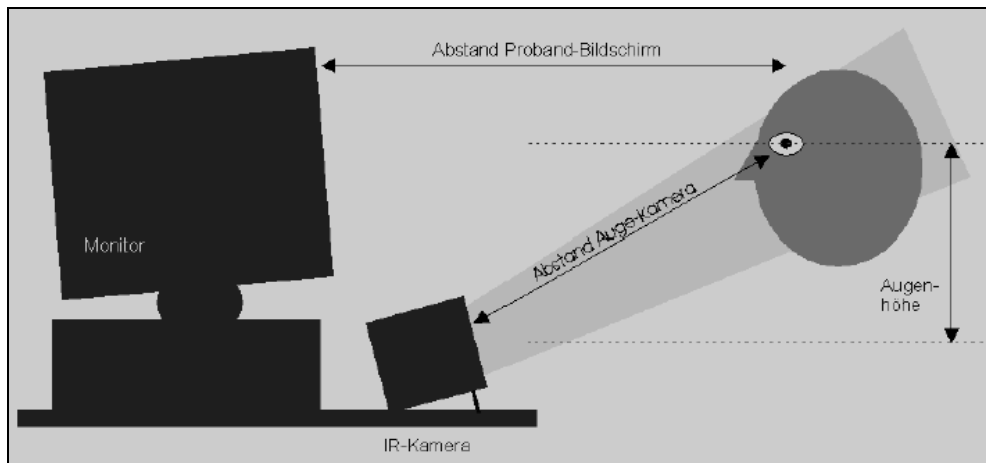 Abstand Proband-Bildschirm
Abstand Auge-Kamera
Monitor
Augen-
höhe
IR-Kamera